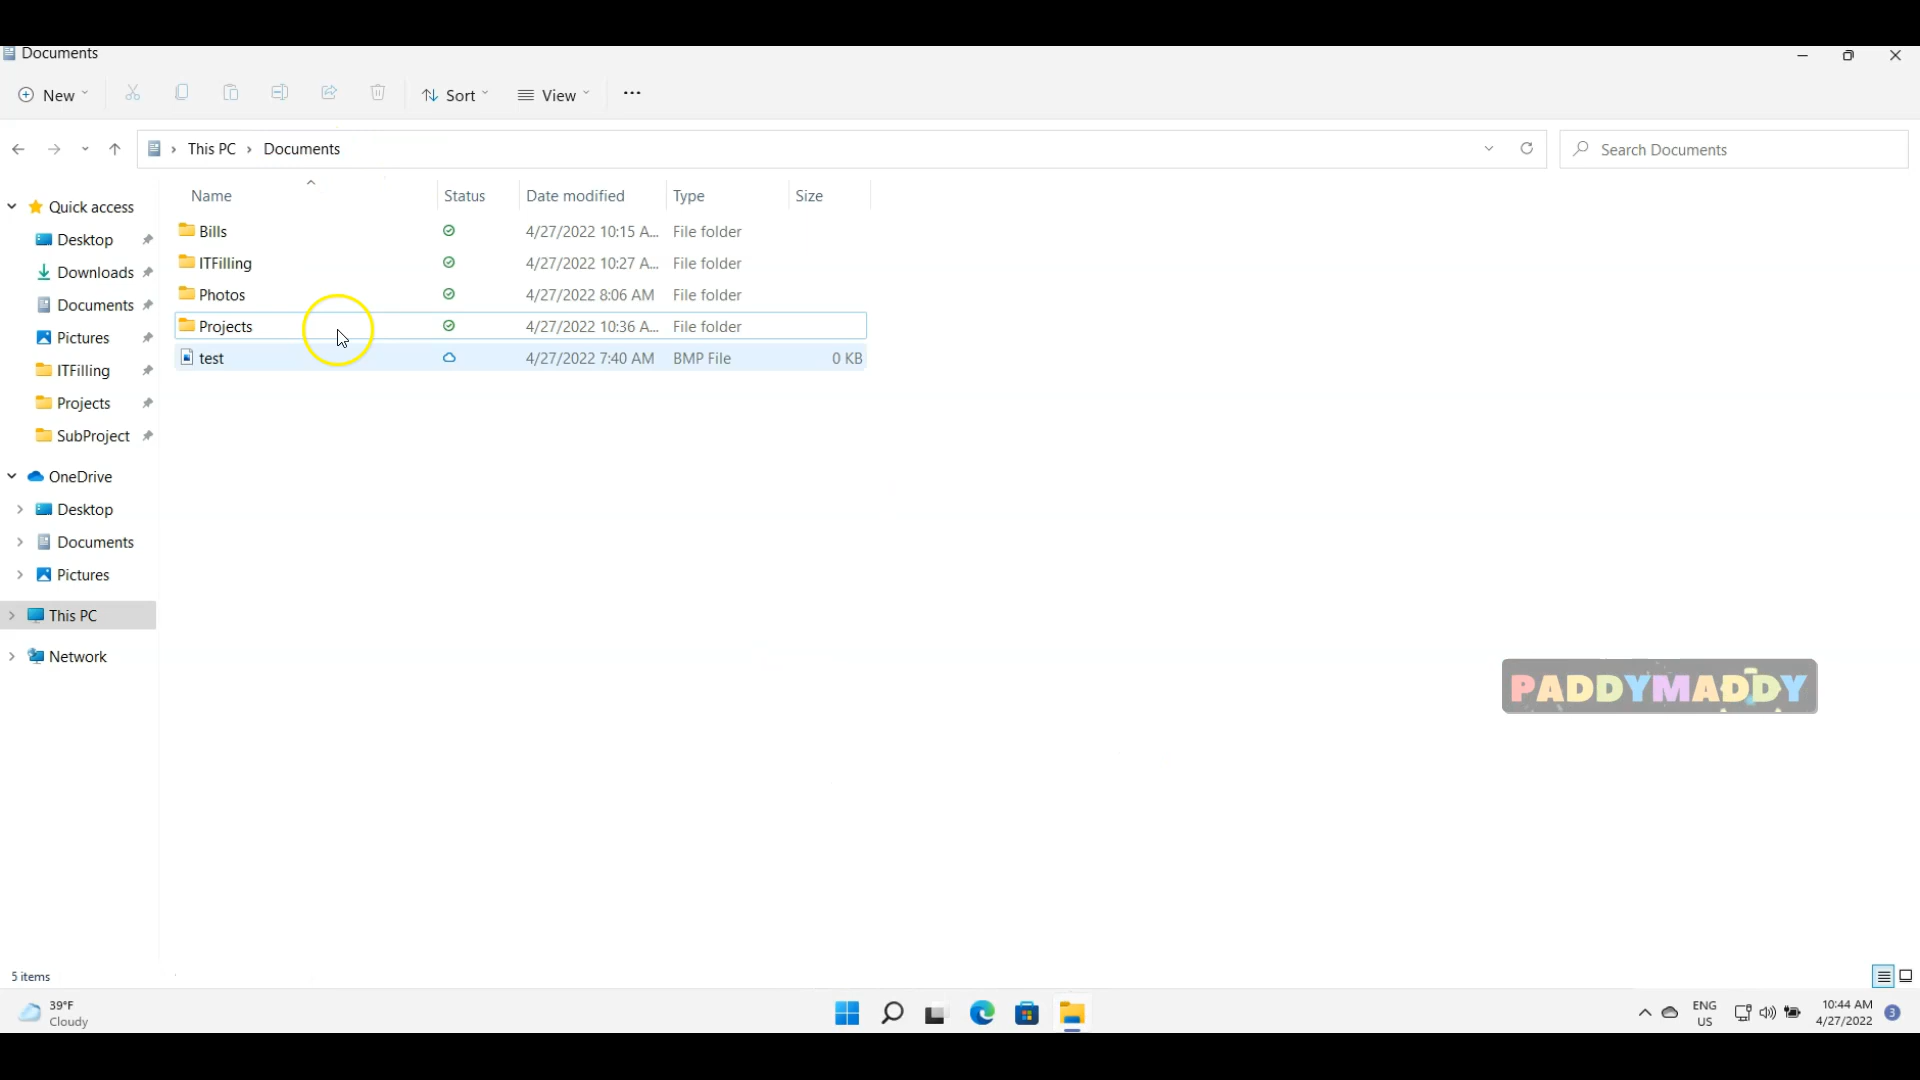 Documents
New
Sort
View
This PC > Documents
Search Documents
Name Status Date modified Type Size
Bills 4/27/2022 10:15 A... File folder
ITFilling 4/27/2022 10:27 A... File folder
Photos 4/27/2022 8:06 AM File folder
Projects 4/27/2022 10:36 A... File folder
test 4/27/2022 7:40 AM BMP File 0 KB
Quick access
Desktop
Downloads
Documents
Pictures
ITFilling
Projects
SubProject
OneDrive
Desktop
Documents
Pictures
This PC
Network
PADDYMADDY
5 items
39°F
Cloudy
ENG
US
10:44 AM
4/27/2022
3